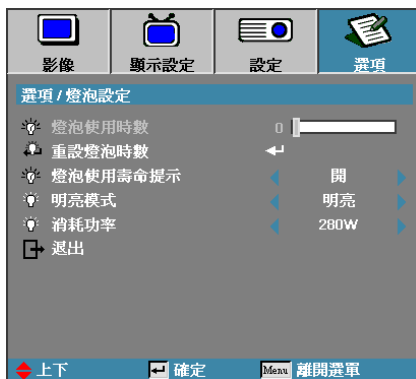 影像 顯示設定 設定 選項
選項 / 燈泡設定
燈泡使用時數 0
重設燈泡時數
燈泡使用壽命提示 開
明亮模式 明亮
消耗功率 280W
退出
上下 確定 Menu 離開選單